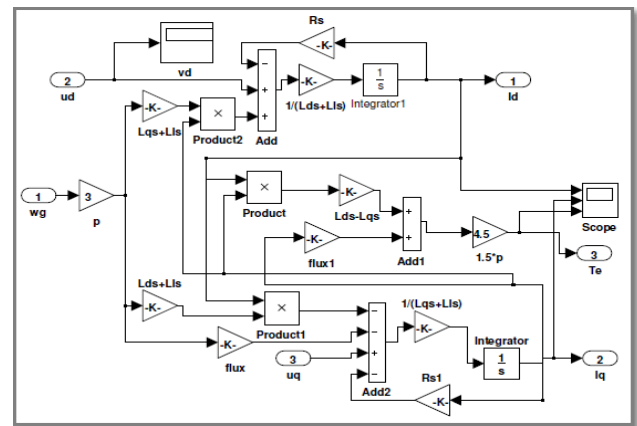 Rs
-K-
vd
2
ud
-K-
Lqs+Lls
×
Product2
−
+
+
Add
-K-
1/(Lds+Lls)
1
s
Integrator1
1
Id
1
wg
3
p
×
Product
-K-
Lds-Lqs
-K-
flux1
+
+
Add1
4.5
1.5*p
Scope
3
Te
Lds+Lls
-K-
×
Product1
-K-
flux
3
uq
−
−
+
−
Add2
1/(Lqs+Lls)
-K-
Integrator
1
s
2
Iq
Rs1
-K-